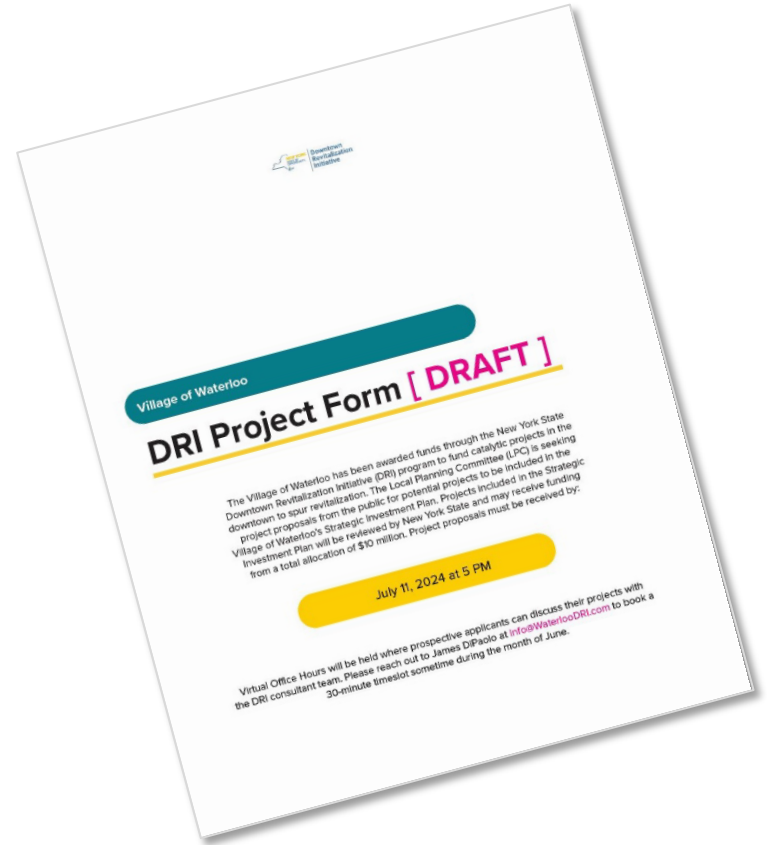 Downtown
Revitalization
Initiative
Village of Waterloo
DRI Project Form [ DRAFT ]
The Village of Waterloo has been awarded funds through the New York State
Downtown Revitalization Initiative (DRI) program to fund catalytic projects in the
downtown to spur revitalization. The Local Planning Committee (LPC) is seeking
project proposals from the public for potential projects to be included in the
Village of Waterloo's Strategic Investment Plan. Projects included in the Strategic
Investment Plan will be reviewed by New York State and may receive funding
from a total allocation of $10 million. Project proposals must be received by:
July 11, 2024 at 5 PM
Virtual Office Hours will be held where prospective applicants can discuss their projects with
the DRI consultant team. Please reach out to James DiPaolo at info@WaterlooDRI.com to book a
30-minute timeslot sometime during the month of June.